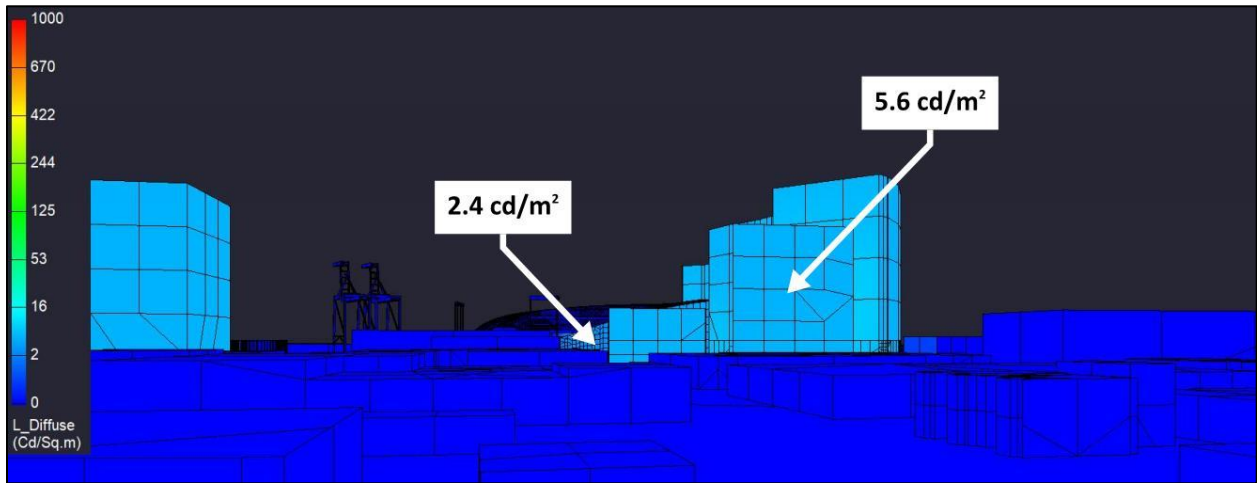 1000
670
422
244
125
53
16
2
0
L_Diffuse
(Cd/Sq.m)
2.4 cd/m²
5.6 cd/m²